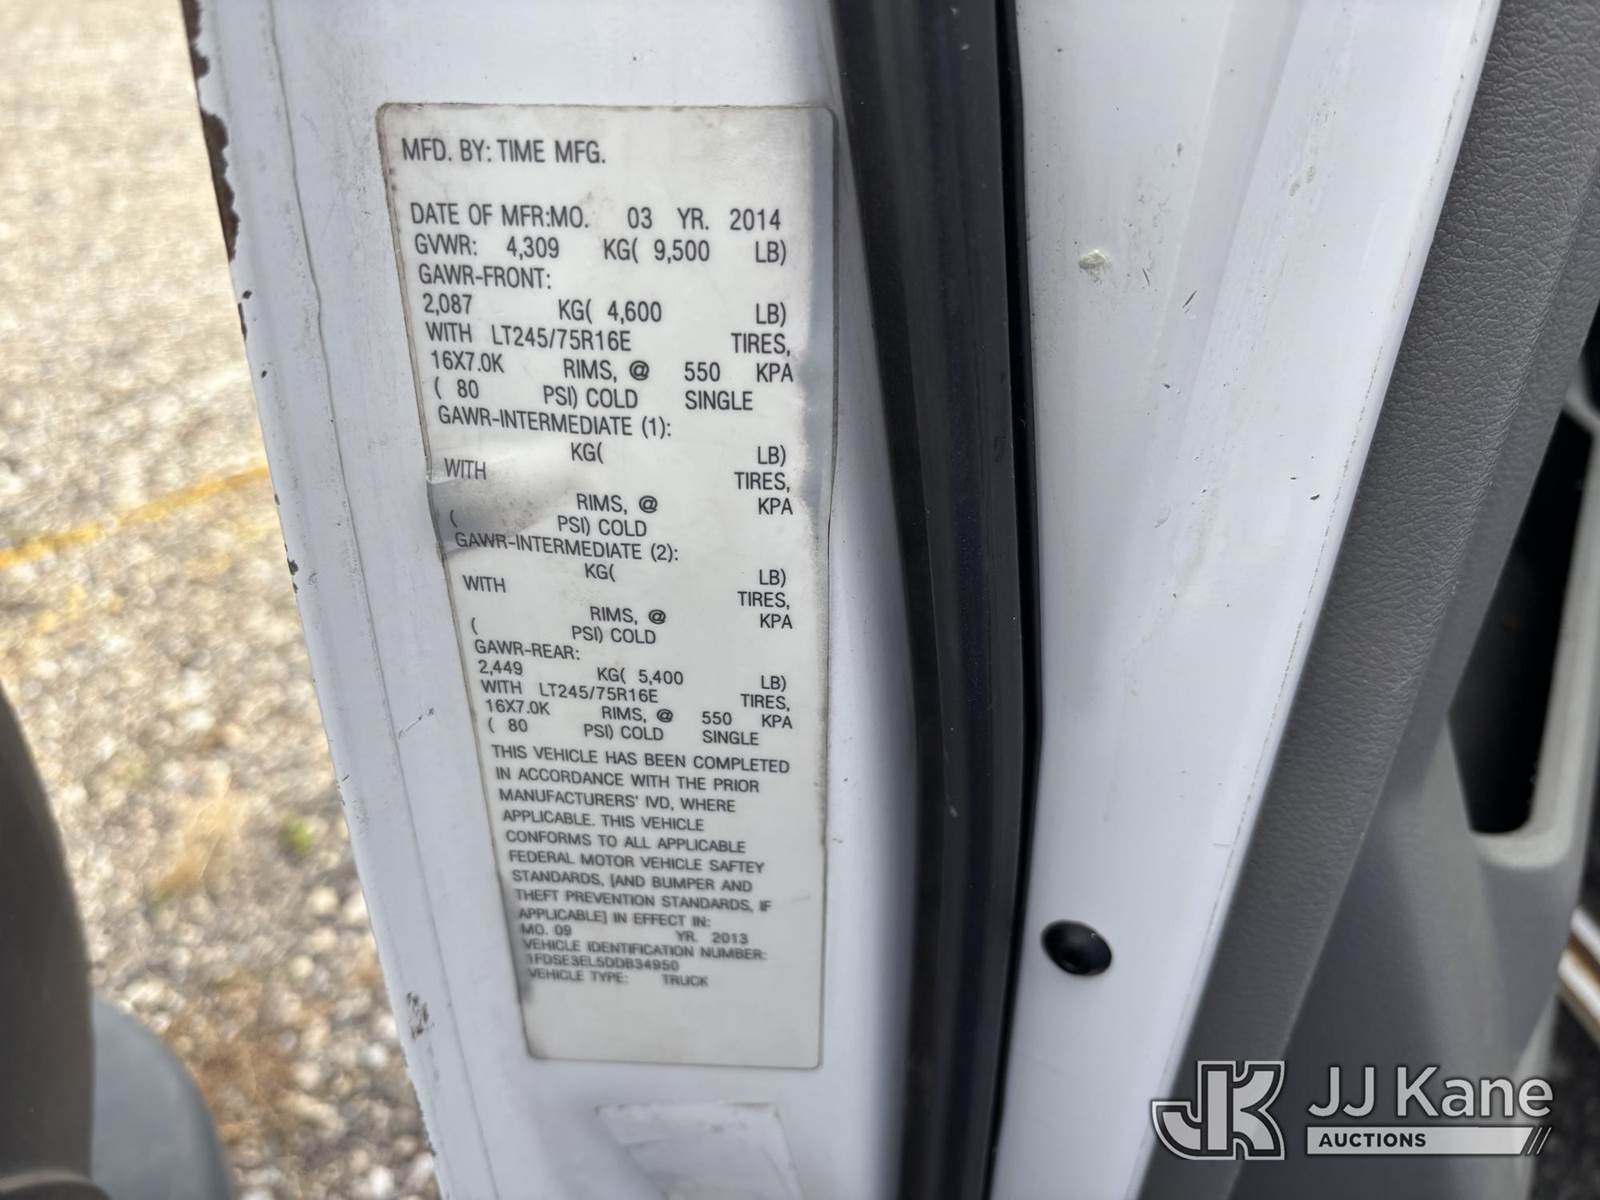 MFD. BY: TIME MFG.
DATE OF MFR:MO. 03 YR. 2014
GVWR: 4,309 KG( 9,500 LB)
GAWR-FRONT:
2,087 KG( 4,600 LB)
WITH LT245/75R16E TIRES,
16X7.0K RIMS, @ 550 KPA
( 80 PSI) COLD SINGLE
GAWR-INTERMEDIATE (1):
KG( LB)
WITH TIRES,
RIMS, @ KPA
( PSI) COLD
GAWR-INTERMEDIATE (2):
KG( LB)
WITH TIRES,
RIMS, @ KPA
( PSI) COLD
GAWR-REAR:
2,449 KG( 5,400 LB)
WITH LT245/75R16E TIRES,
16X7.0K RIMS, @ 550 KPA
( 80 PSI) COLD SINGLE
THIS VEHICLE HAS BEEN COMPLETED
IN ACCORDANCE WITH THE PRIOR
MANUFACTURERS' IVD, WHERE
APPLICABLE. THIS VEHICLE
CONFORMS TO ALL APPLICABLE
FEDERAL MOTOR VEHICLE SAFTEY
STANDARDS, [AND BUMPER AND
THEFT PREVENTION STANDARDS, IF
APPLICABLE] IN EFFECT IN:
MO. 09 YR. 2013
VEHICLE IDENTIFICATION NUMBER:
1FDSE3EL5DDB34950
VEHICLE TYPE: TRUCK
JK JJ Kane
AUCTIONS